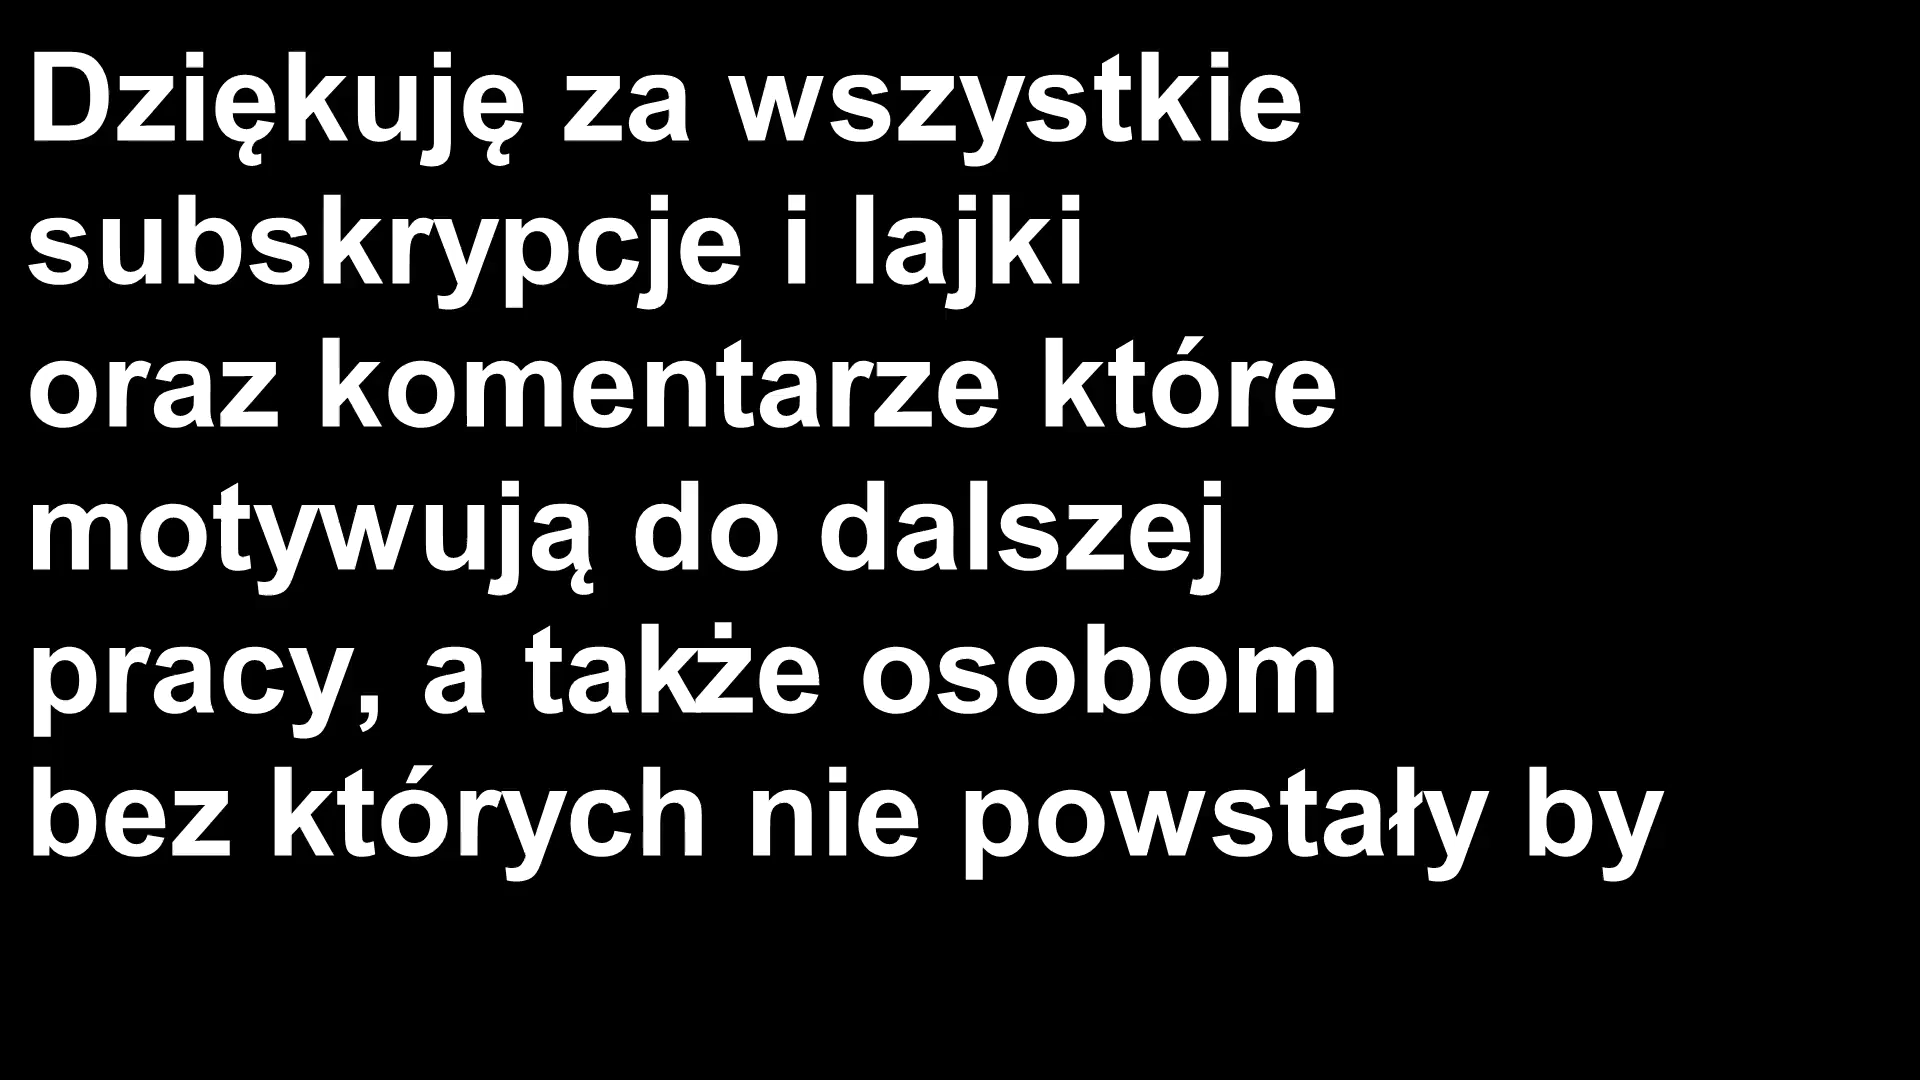 Dziękuję za wszystkie
subskrypcje i lajki
oraz komentarze które
motywują do dalszej
pracy, a także osobom
bez których nie powstały by